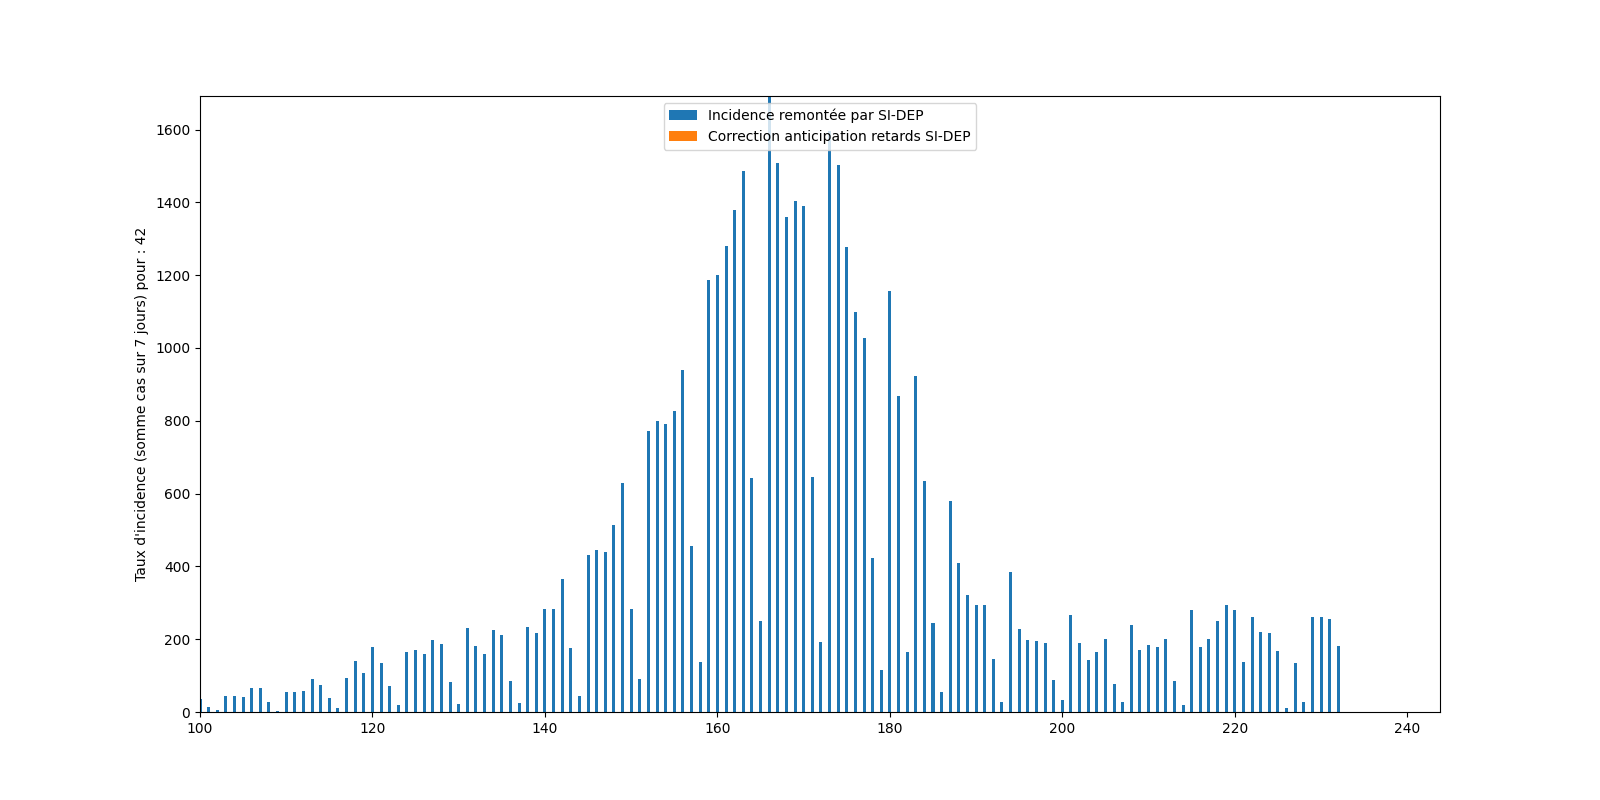 Incidence remontée par SI-DEP
Correction anticipation retards SI-DEP
Taux d'incidence (somme cas sur 7 jours) pour : 42
1600
1400
1200
1000
800
600
400
200
0
100 120 140 160 180 200 220 240